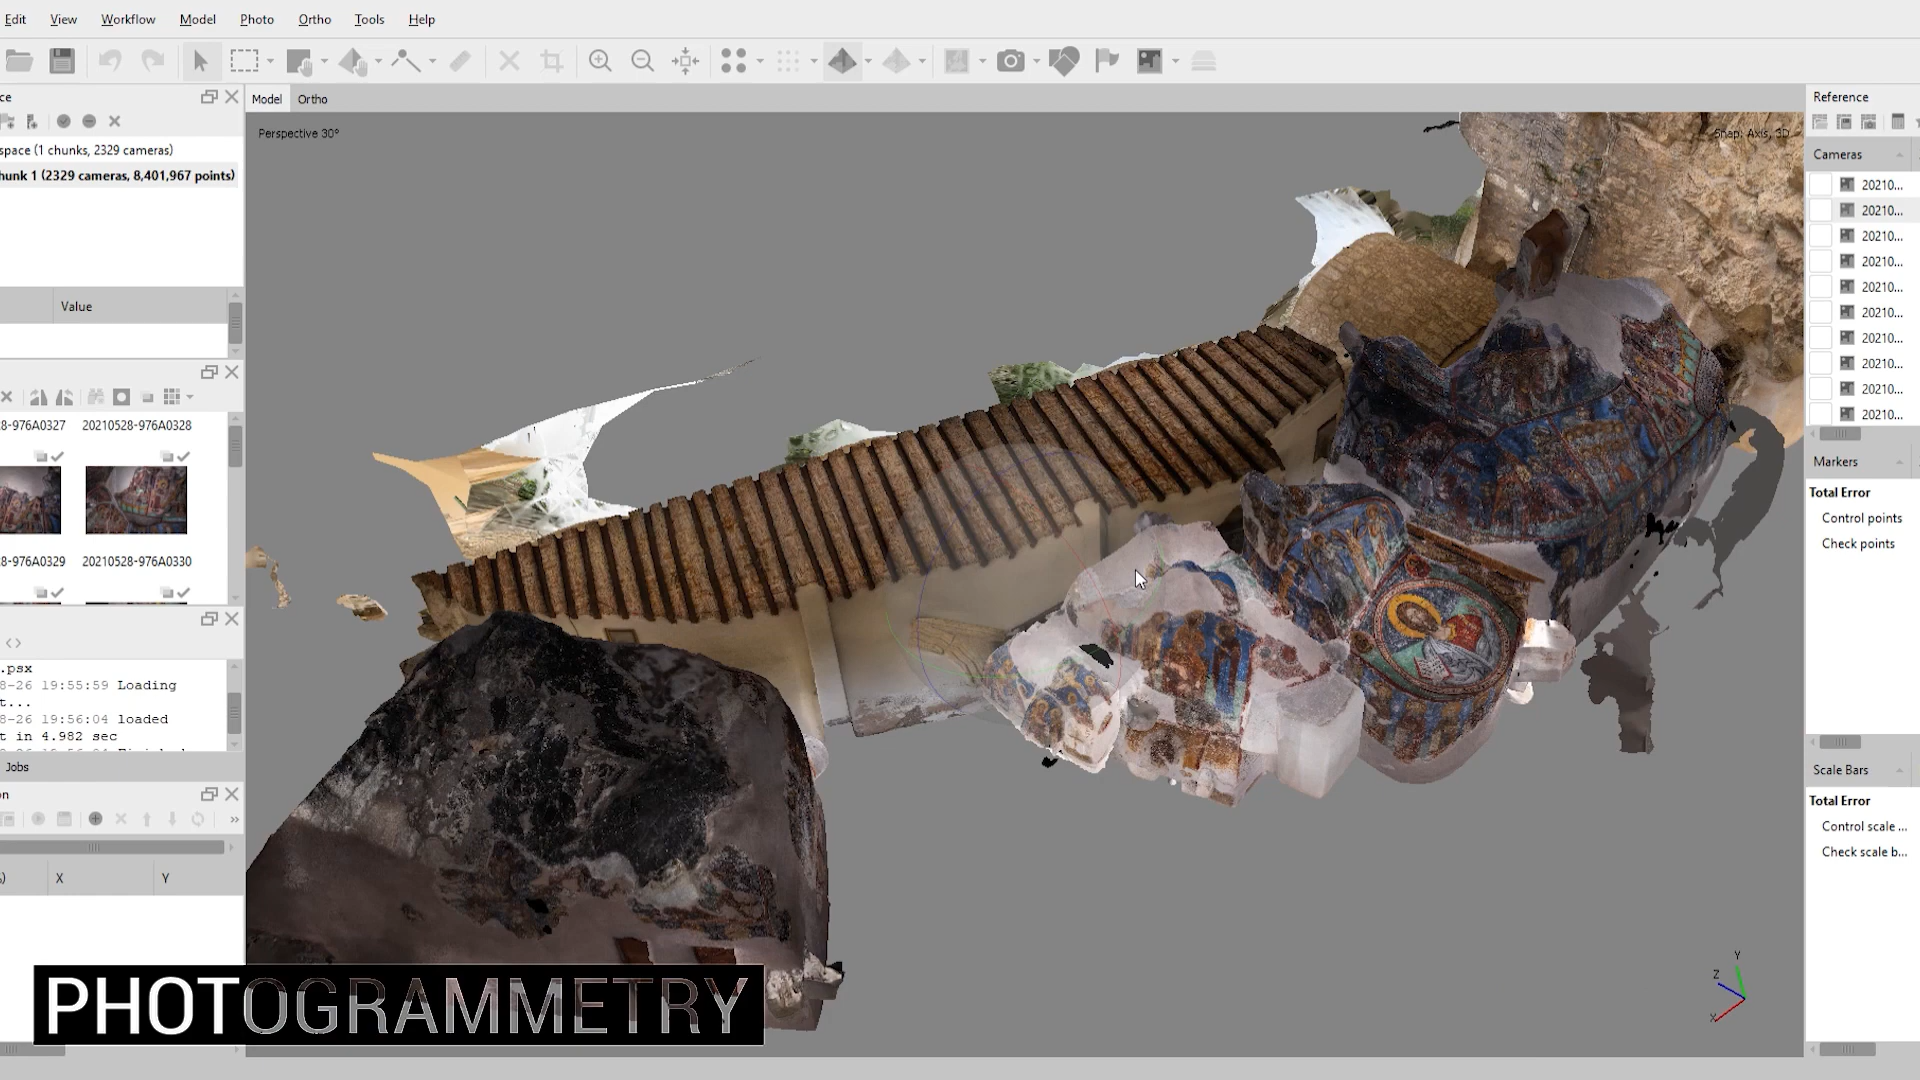 Edit View Workflow Model Photo Ortho Tools Help
ce
Model Ortho
Reference
Perspective 30°
Snap: Axis, 3D
space (1 chunks, 2329 cameras)
hunk 1 (2329 cameras, 8,401,967 points)
Cameras
20210...
20210...
20210...
20210...
20210...
20210...
20210...
20210...
20210...
20210...
Value
8-976A0327 20210528-976A0328
8-976A0329 20210528-976A0330
Markers
Total Error
Control points
Check points
.psx
8-26 19:55:59 Loading
t...
8-26 19:56:04 loaded
t in 4.982 sec
Jobs
on
X Y
Scale Bars
Total Error
Control scale ...
Check scale b...
Y
Z
X
PHOTOGRAMMETRY